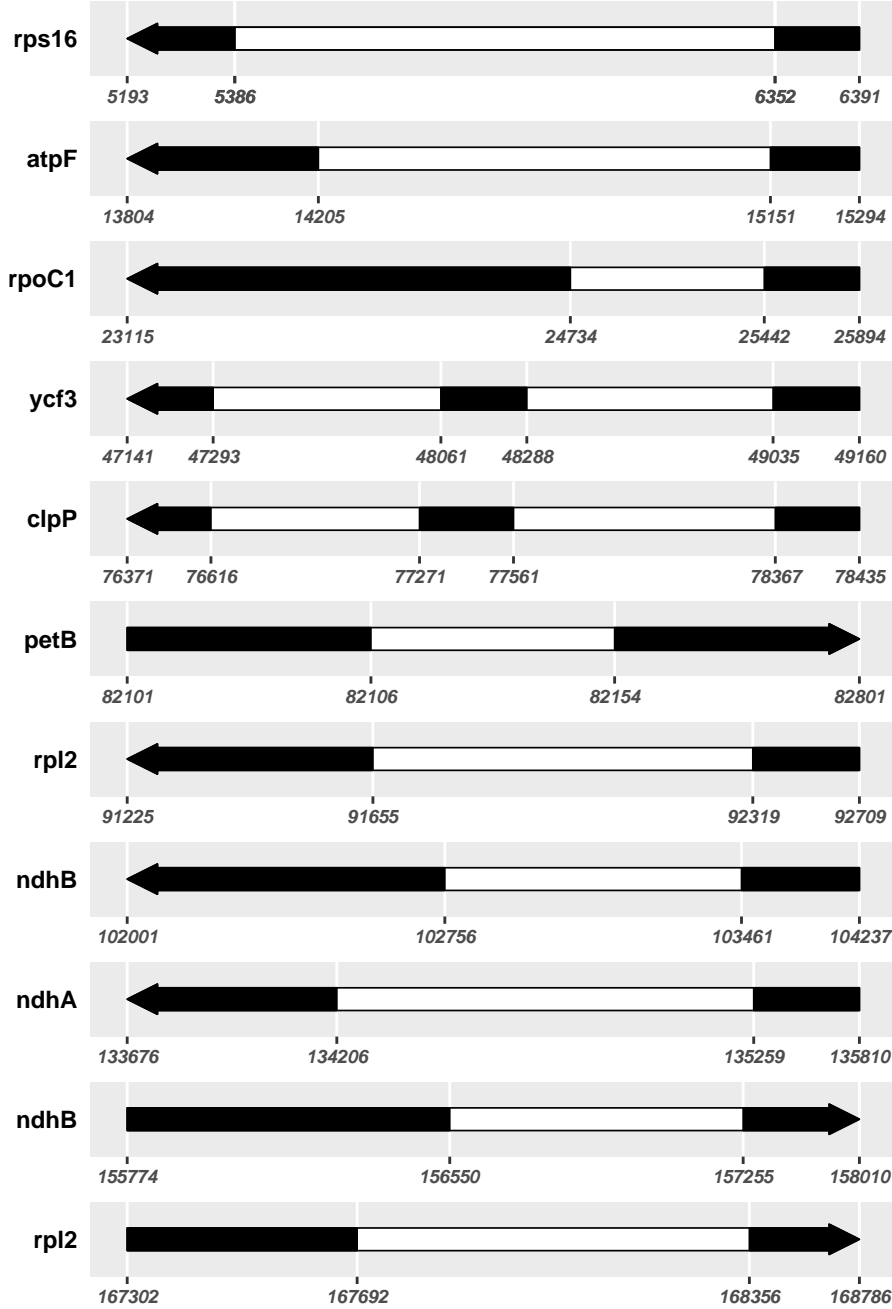 rps16
5193 5386 6352 6391
atpF
13804 14205 15151 15294
rpoC1
23115 24734 25442 25894
ycf3
47141 47293 48061 48288 49035 49160
clpP
76371 76616 77271 77561 78367 78435
petB
82101 82106 82154 82801
rpl2
91225 91655 92319 92709
ndhB
102001 102756 103461 104237
ndhA
133676 134206 135259 135810
ndhB
155774 156550 157255 158010
rpl2
167302 167692 168356 168786